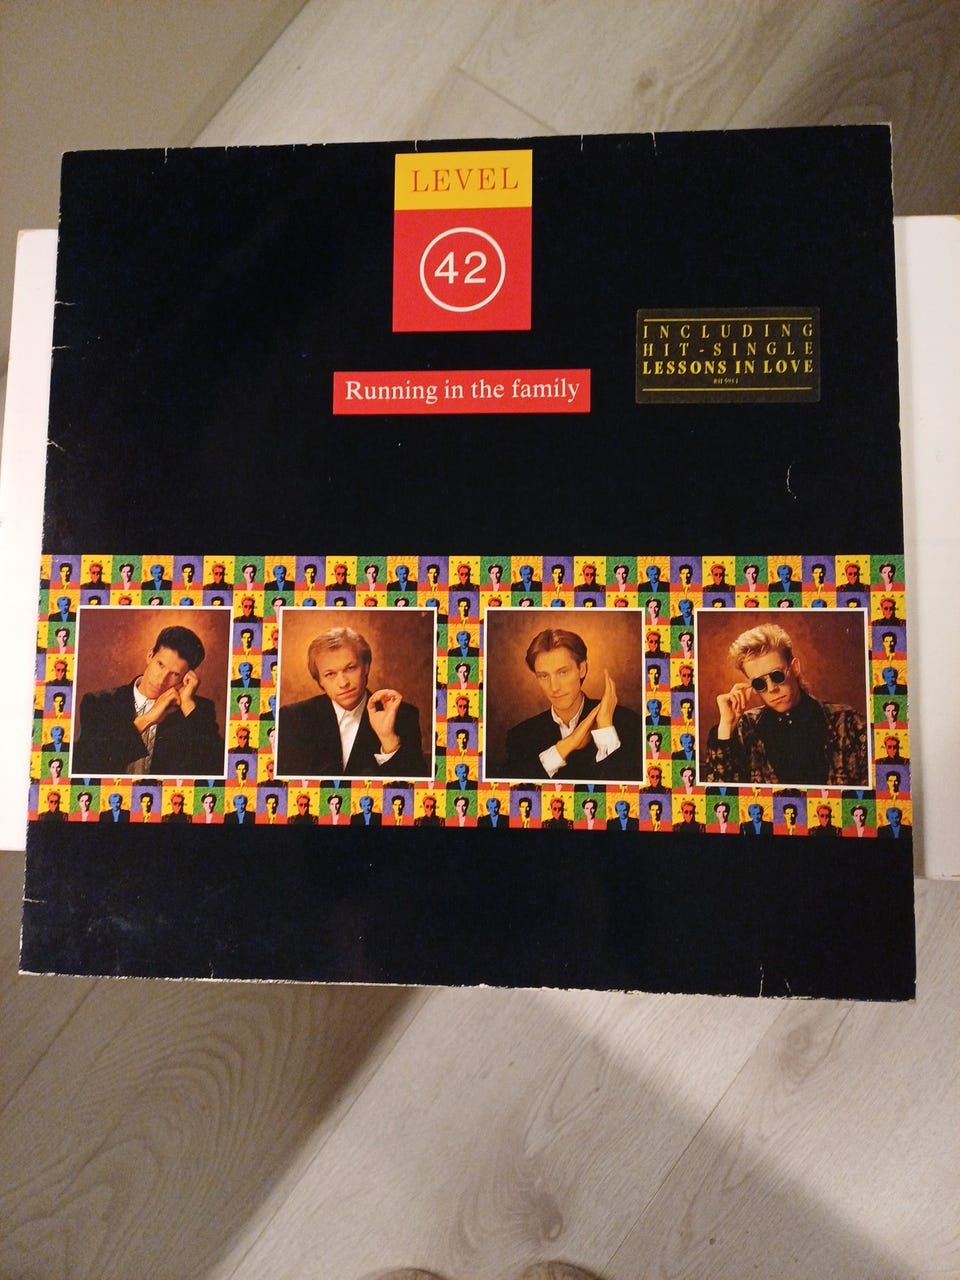 LEVEL
42
Running in the family
INCLUDING
HIT-SINGLE
LESSONS IN LOVE